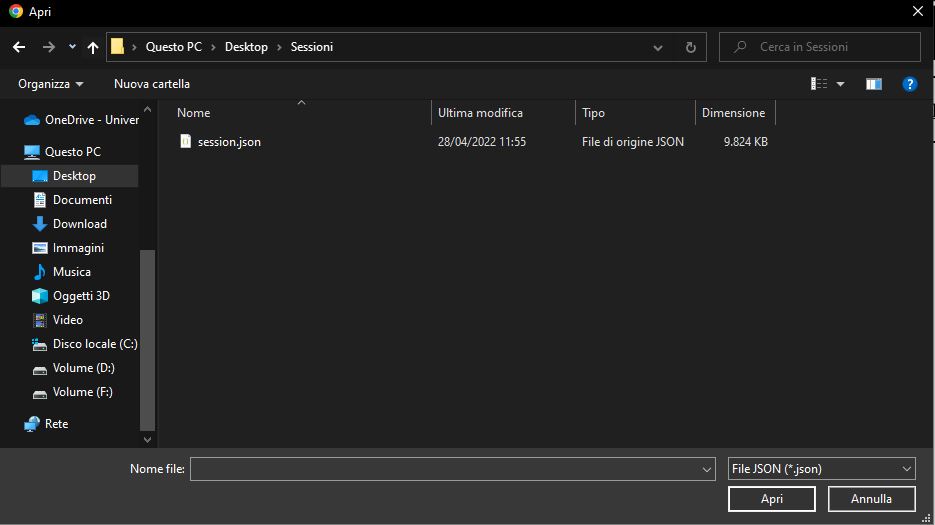 Apri
Questo PC
Desktop
Sessioni
Cerca in Sessioni
Organizza
Nuova cartella
Nome
Ultima modifica
Tipo
Dimensione
session.json
28/04/2022 11:55
File di origine JSON
9.824 KB
OneDrive - Univer
Questo PC
Desktop
Documenti
Download
Immagini
Musica
Oggetti 3D
Video
Disco locale (C:)
Volume (D:)
Volume (F:)
Rete
Nome file:
File JSON (*.json)
Apri
Annulla